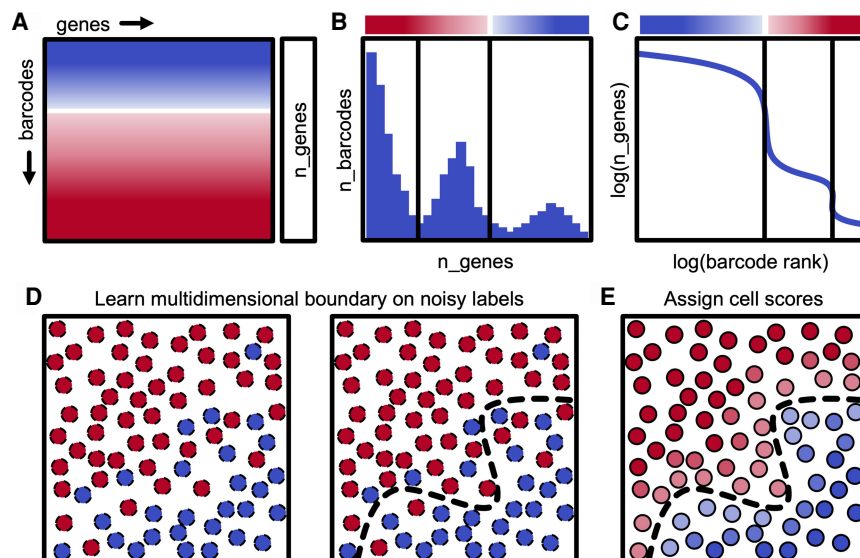 A
genes
barcodes
n_genes
B
n_barcodes
n_genes
C
log(n_genes)
log(barcode rank)
D
Learn multidimensional boundary on noisy labels
E
Assign cell scores